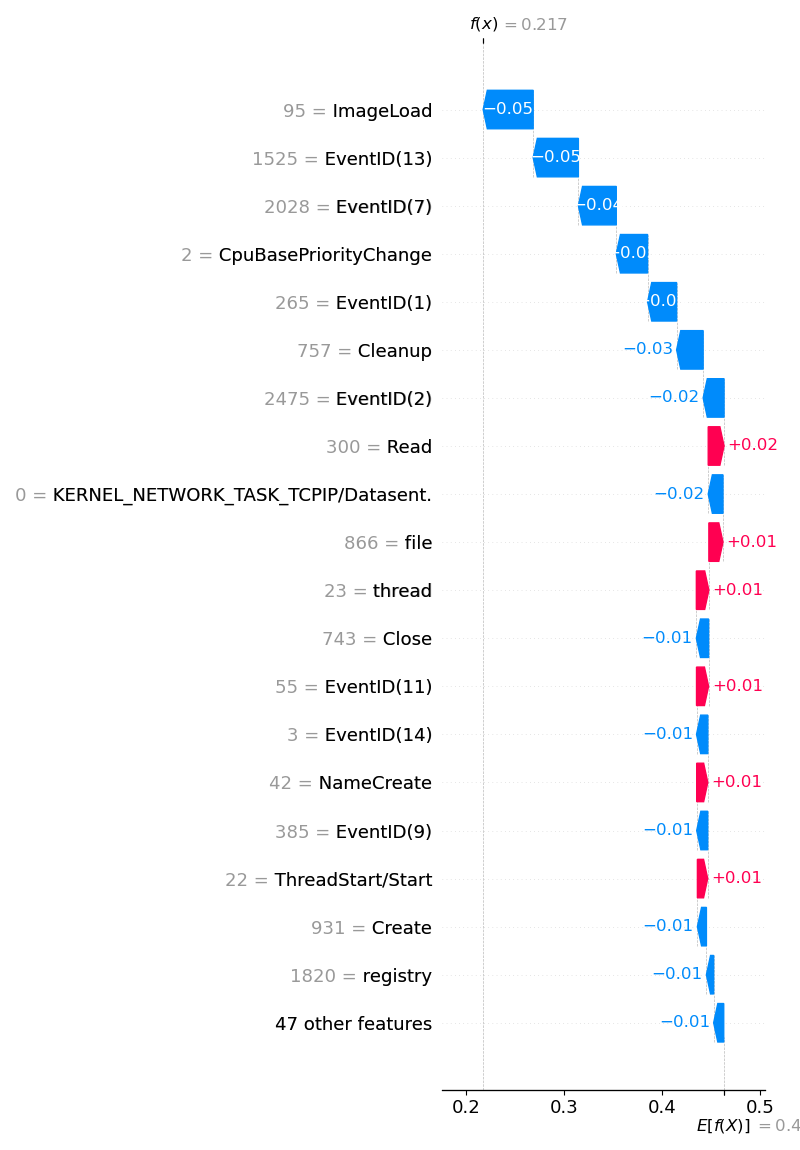 f(x) = 0.217
95 = ImageLoad −0.05
1525 = EventID(13) −0.05
2028 = EventID(7) −0.04
2 = CpuBasePriorityChange
265 = EventID(1)
757 = Cleanup −0.03
2475 = EventID(2) −0.02
300 = Read +0.02
0 = KERNEL_NETWORK_TASK_TCPIP/Datasent. −0.02
866 = file +0.01
23 = thread +0.01
743 = Close −0.01
55 = EventID(11) +0.01
3 = EventID(14) −0.01
42 = NameCreate +0.01
385 = EventID(9) −0.01
22 = ThreadStart/Start +0.01
931 = Create −0.01
1820 = registry −0.01
47 other features −0.01
0.2 0.3 0.4 0.5
E[f(X)] = 0.4